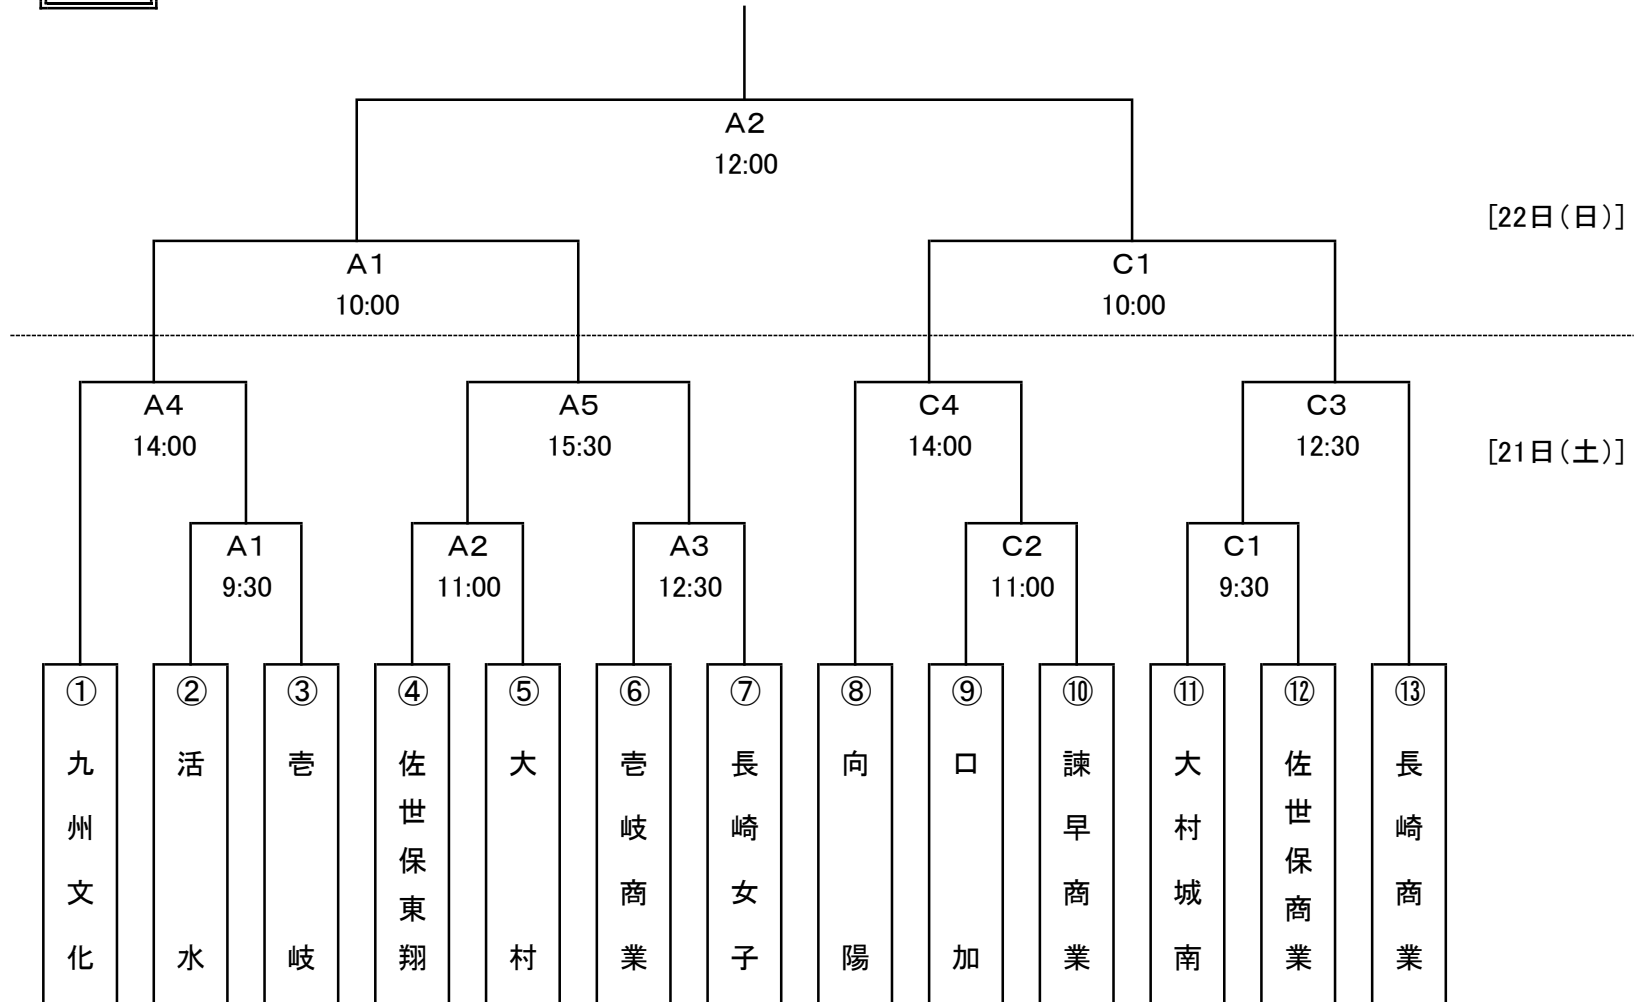 A2
12:00
[22日(日)]
A1
10:00
C1
10:00
A4
14:00
A5
15:30
C4
14:00
C3
12:30
[21日(土)]
A1
9:30
A2
11:00
A3
12:30
C2
11:00
C1
9:30
① 九州文化
② 活水
③ 壱岐
④ 佐世保東翔
⑤ 大村
⑥ 壱岐商業
⑦ 長崎女子
⑧ 向陽
⑨ 口加
⑩ 諫早商業
⑪ 大村城南
⑫ 佐世保商業
⑬ 長崎商業